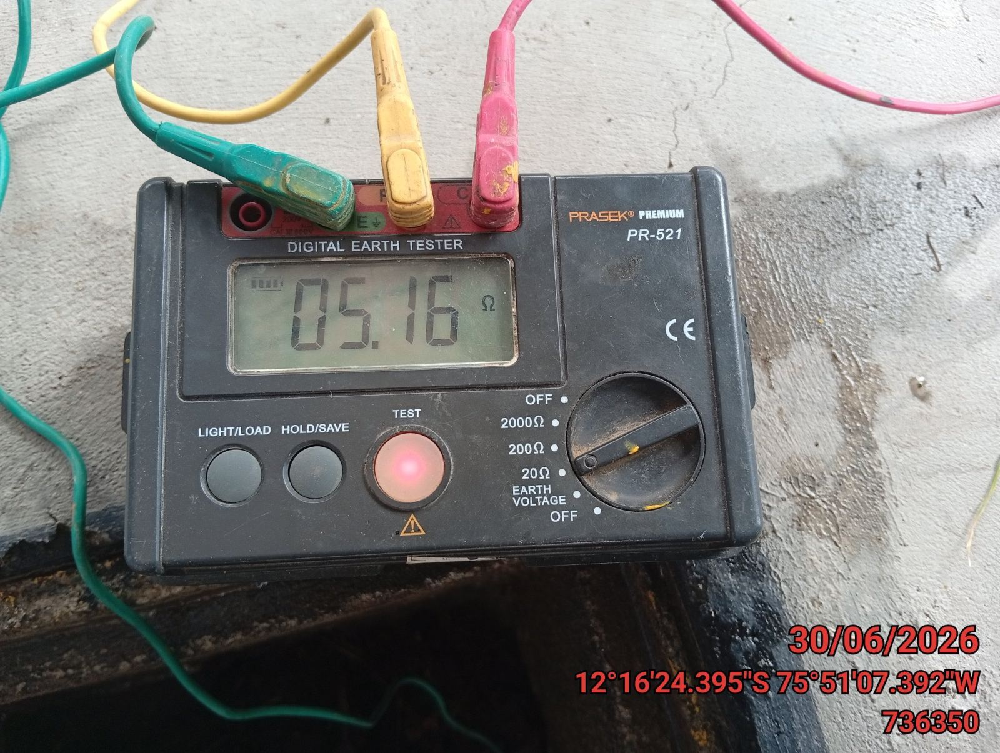 P
C
E
200V
PRASEK® PREMIUM
PR-521
DIGITAL EARTH TESTER
05.16 Ω
CE
OFF
2000Ω
200Ω
20Ω
EARTH
VOLTAGE
OFF
TEST
LIGHT/LOAD HOLD/SAVE
30/06/2026
12°16'24.395"S 75°51'07.392"W
736350